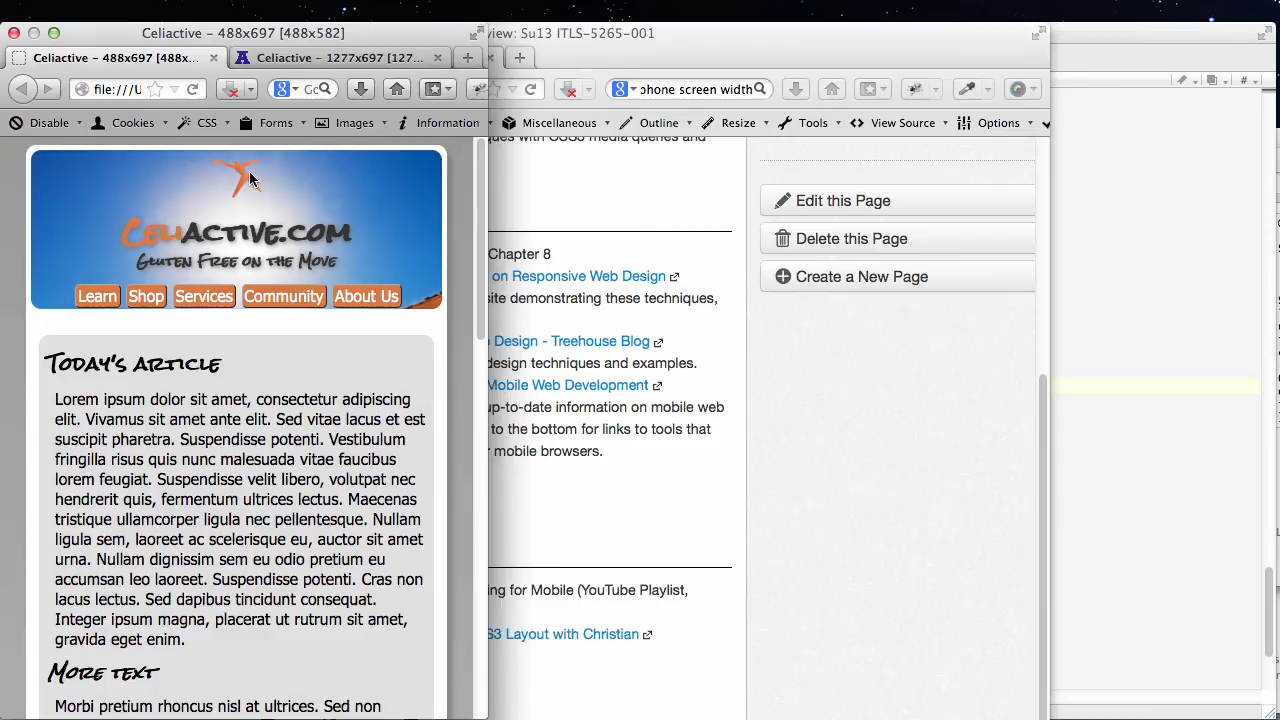 Celiactive - 488x697 [488x582]
view: Su13 ITLS-5265-001
Celiactive - 488x697 [488x...
Celiactive - 1277x697 [127...
file:///U
phone screen width
Disable
Cookies
CSS
Forms
Images
Information
Miscellaneous
Outline
Resize
Tools
View Source
Options
CeliActive.com
Gluten Free on the Move
Learn
Shop
Services
Community
About Us
Today's article
Lorem ipsum dolor sit amet, consectetur adipiscing
elit. Vivamus sit amet ante elit. Sed vitae lacus et est
suscipit pharetra. Suspendisse potenti. Vestibulum
fringilla risus quis nunc malesuada vitae faucibus
lorem feugiat. Suspendisse velit libero, volutpat nec
hendrerit quis, fermentum ultrices lectus. Maecenas
tristique ullamcorper ligula nec pellentesque. Nullam
ligula sem, laoreet ac scelerisque eu, auctor sit amet
urna. Nullam dignissim sem eu odio pretium eu
accumsan leo laoreet. Suspendisse potenti. Cras non
lacus lectus. Sed dapibus tincidunt consequat.
Integer ipsum magna, placerat ut rutrum sit amet,
gravida eget enim.
More text
Morbi pretium rhoncus nisl at ultrices. Sed non
ques with CSS3 media queries and
Chapter 8
on Responsive Web Design
site demonstrating these techniques,
Design - Treehouse Blog
design techniques and examples.
Mobile Web Development
up-to-date information on mobile web
to the bottom for links to tools that
mobile browsers.
ing for Mobile (YouTube Playlist,
S3 Layout with Christian
Edit this Page
Delete this Page
Create a New Page